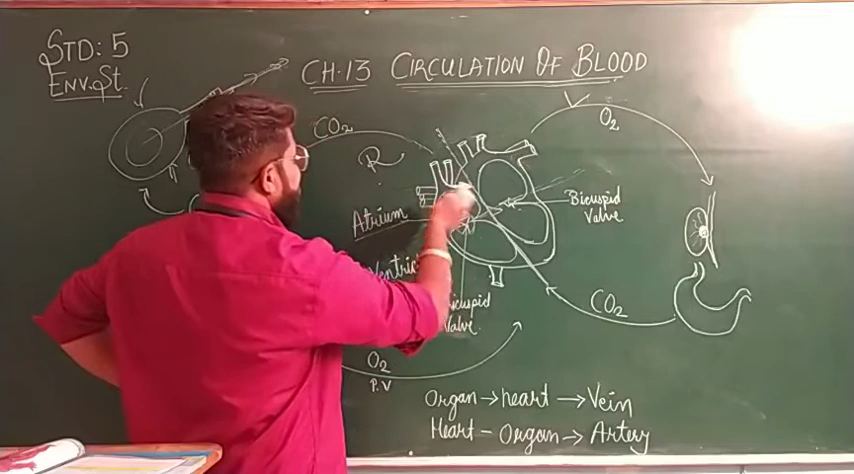 STD: 5
ENV. St.
CH-13 CIRCULATION OF BLOOD
CO2
O2
R
Atrium
Bicuspid
Valve
CO2
Valve
O2
P.V
Organ → heart → Vein
Heart - Organ → Artery